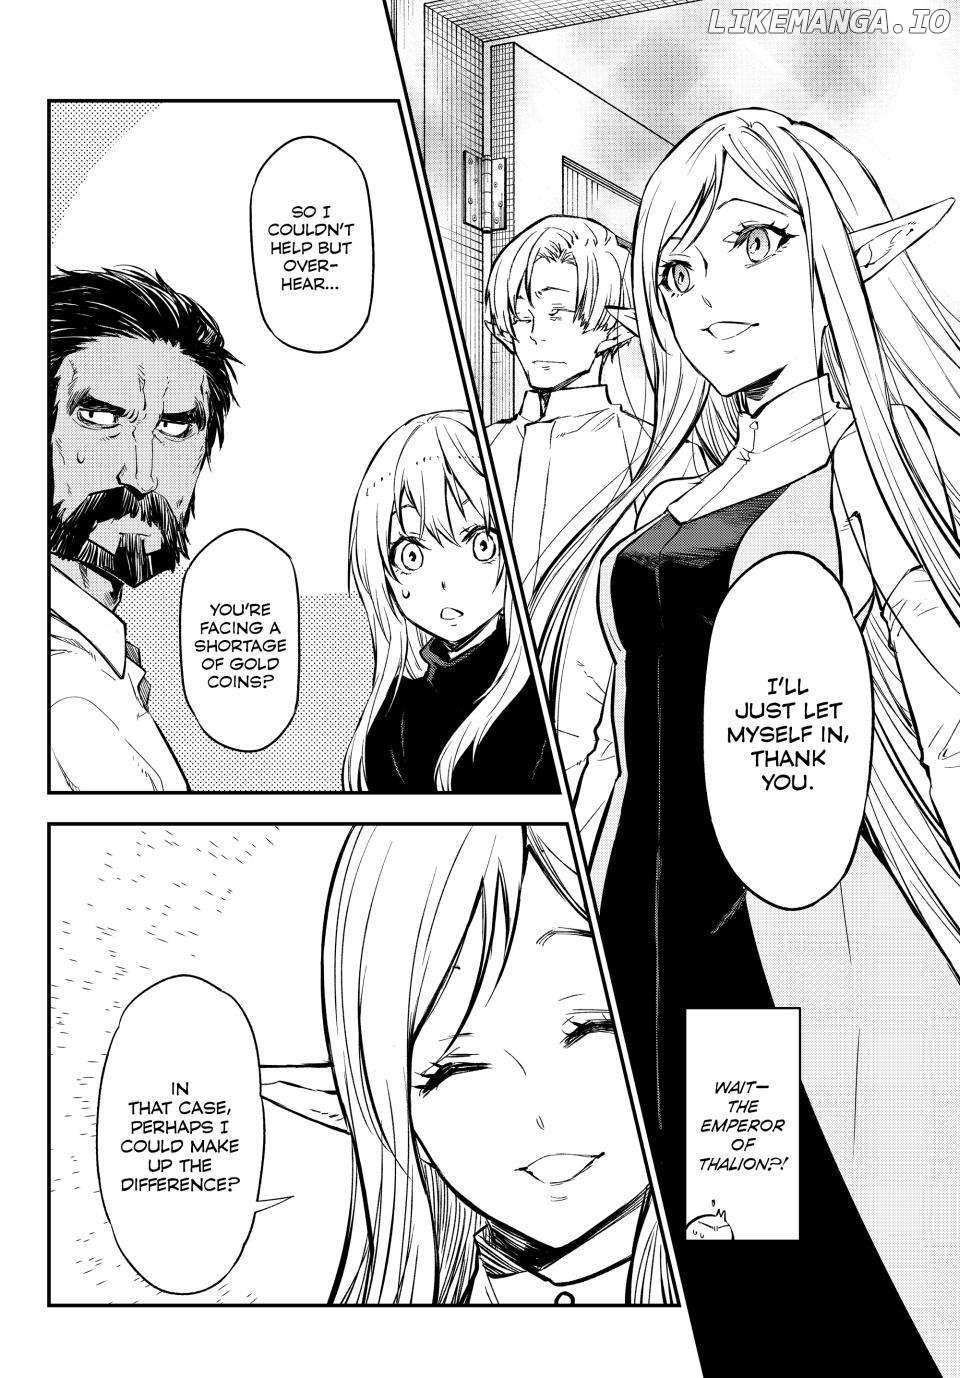 LIKEMANGA.IO
I'LL
JUST LET
MYSELF IN,
THANK
YOU.
WAIT—
THE
EMPEROR
OF
THALION?!
SO I
COULDN'T
HELP BUT
OVER-
HEAR...
YOU'RE
FACING A
SHORTAGE
OF GOLD
COINS?
IN
THAT CASE,
PERHAPS I
COULD MAKE
UP THE
DIFFERENCE?